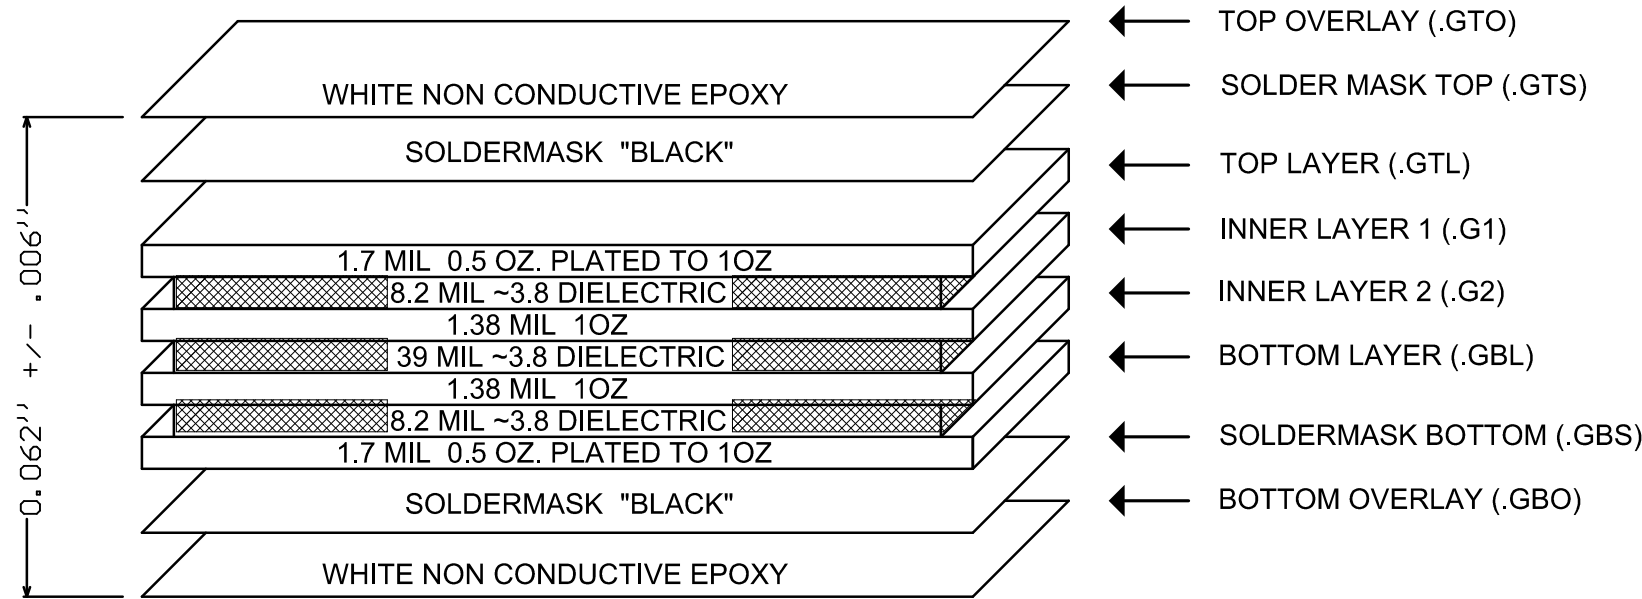 TOP OVERLAY (.GTO)
WHITE NON CONDUCTIVE EPOXY
SOLDER MASK TOP (.GTS)
SOLDERMASK "BLACK"
TOP LAYER (.GTL)
INNER LAYER 1 (.G1)
1.7 MIL 0.5 OZ. PLATED TO 1OZ
8.2 MIL ~3.8 DIELECTRIC
INNER LAYER 2 (.G2)
1.38 MIL 1OZ
39 MIL ~3.8 DIELECTRIC
BOTTOM LAYER (.GBL)
1.38 MIL 1OZ
8.2 MIL ~3.8 DIELECTRIC
SOLDERMASK BOTTOM (.GBS)
1.7 MIL 0.5 OZ. PLATED TO 1OZ
SOLDERMASK "BLACK"
BOTTOM OVERLAY (.GBO)
WHITE NON CONDUCTIVE EPOXY
0.062'' +/- .006''